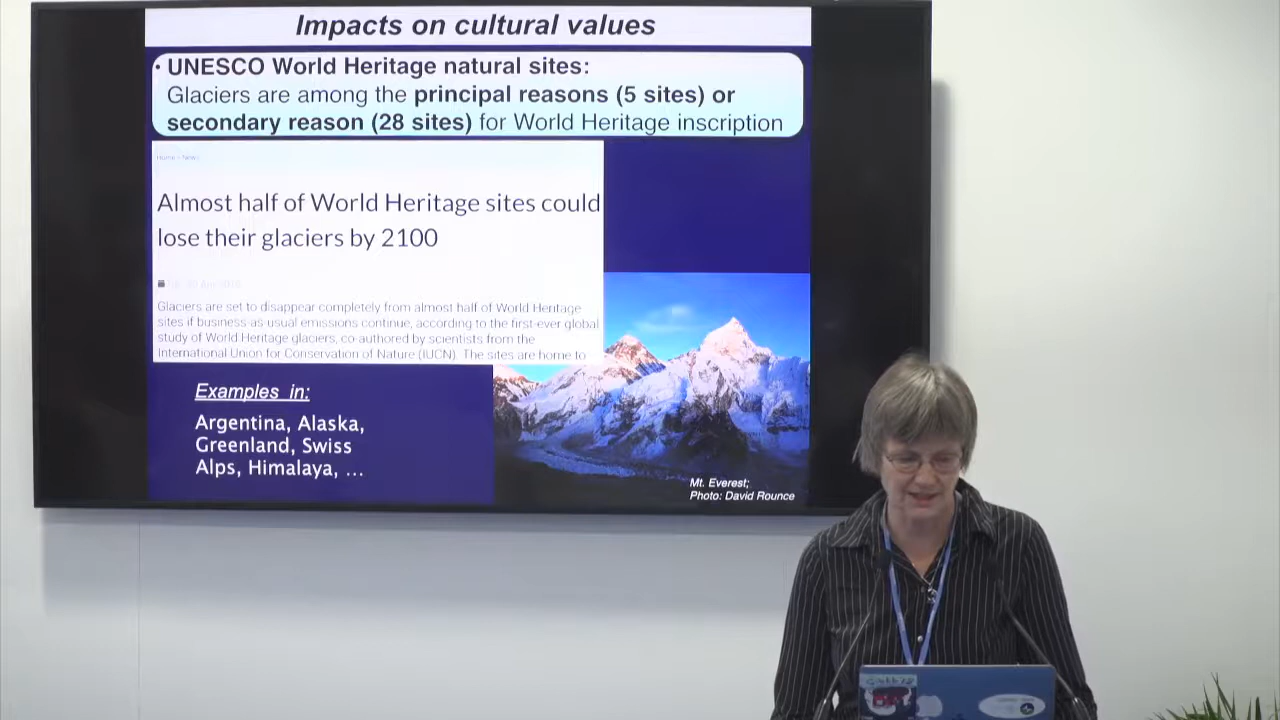 Impacts on cultural values
• UNESCO World Heritage natural sites:
Glaciers are among the principal reasons (5 sites) or
secondary reason (28 sites) for World Heritage inscription
Home > News
Almost half of World Heritage sites could
lose their glaciers by 2100
Glaciers are set to disappear completely from almost half of World Heritage
sites if business as usual emissions continue, according to the first-ever global
study of World Heritage glaciers, co-authored by scientists from the
International Union for Conservation of Nature (IUCN). The sites are home to
Examples in:
Argentina, Alaska,
Greenland, Swiss
Alps, Himalaya, ...
Mt. Everest;
Photo: David Rounce